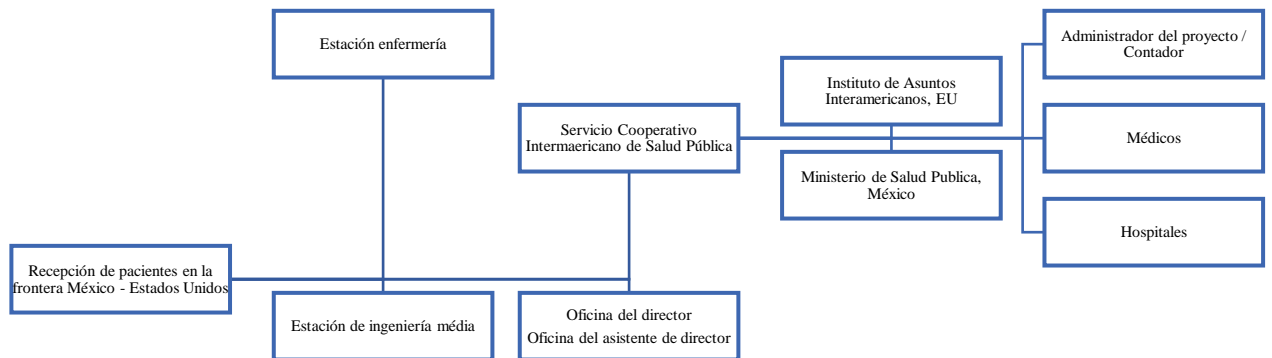 Estación enfermería
Administrador del proyecto /
Contador
Instituto de Asuntos
Interamericanos, EU
Servicio Cooperativo
Intermaericano de Salud Pública
Médicos
Ministerio de Salud Publica,
México
Hospitales
Recepción de pacientes en la
frontera México - Estados Unidos
Estación de ingeniería média
Oficina del director
Oficina del asistente de director